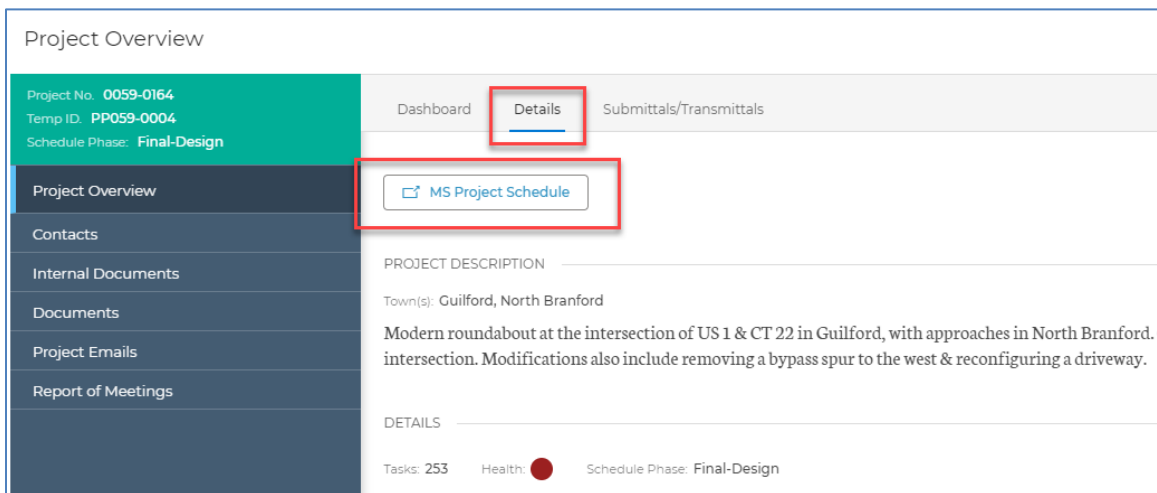 Project Overview
Project No. 0059-0164
Temp ID. PP059-0004
Schedule Phase: Final-Design
Project Overview
Contacts
Internal Documents
Documents
Project Emails
Report of Meetings
Dashboard Details Submittals/Transmittals
MS Project Schedule
PROJECT DESCRIPTION
Town(s): Guilford, North Branford
Modern roundabout at the intersection of US 1 & CT 22 in Guilford, with approaches in North Branford.
intersection. Modifications also include removing a bypass spur to the west & reconfiguring a driveway.
DETAILS
Tasks: 253 Health: Schedule Phase: Final-Design